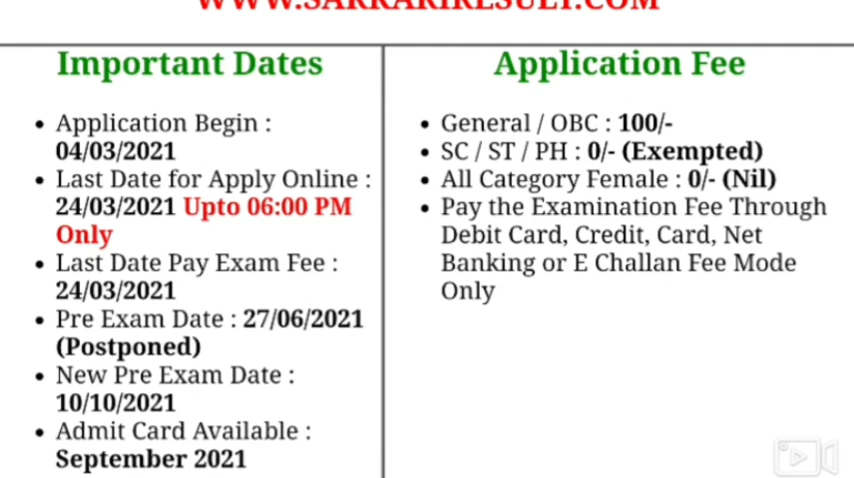 WWW.SARKARIRESULT.COM
Important Dates
• Application Begin :
04/03/2021
• Last Date for Apply Online :
24/03/2021 Upto 06:00 PM
Only
• Last Date Pay Exam Fee :
24/03/2021
• Pre Exam Date : 27/06/2021
(Postponed)
• New Pre Exam Date :
10/10/2021
• Admit Card Available :
September 2021
Application Fee
• General / OBC : 100/-
• SC / ST / PH : 0/- (Exempted)
• All Category Female : 0/- (Nil)
• Pay the Examination Fee Through
Debit Card, Credit, Card, Net
Banking or E Challan Fee Mode
Only